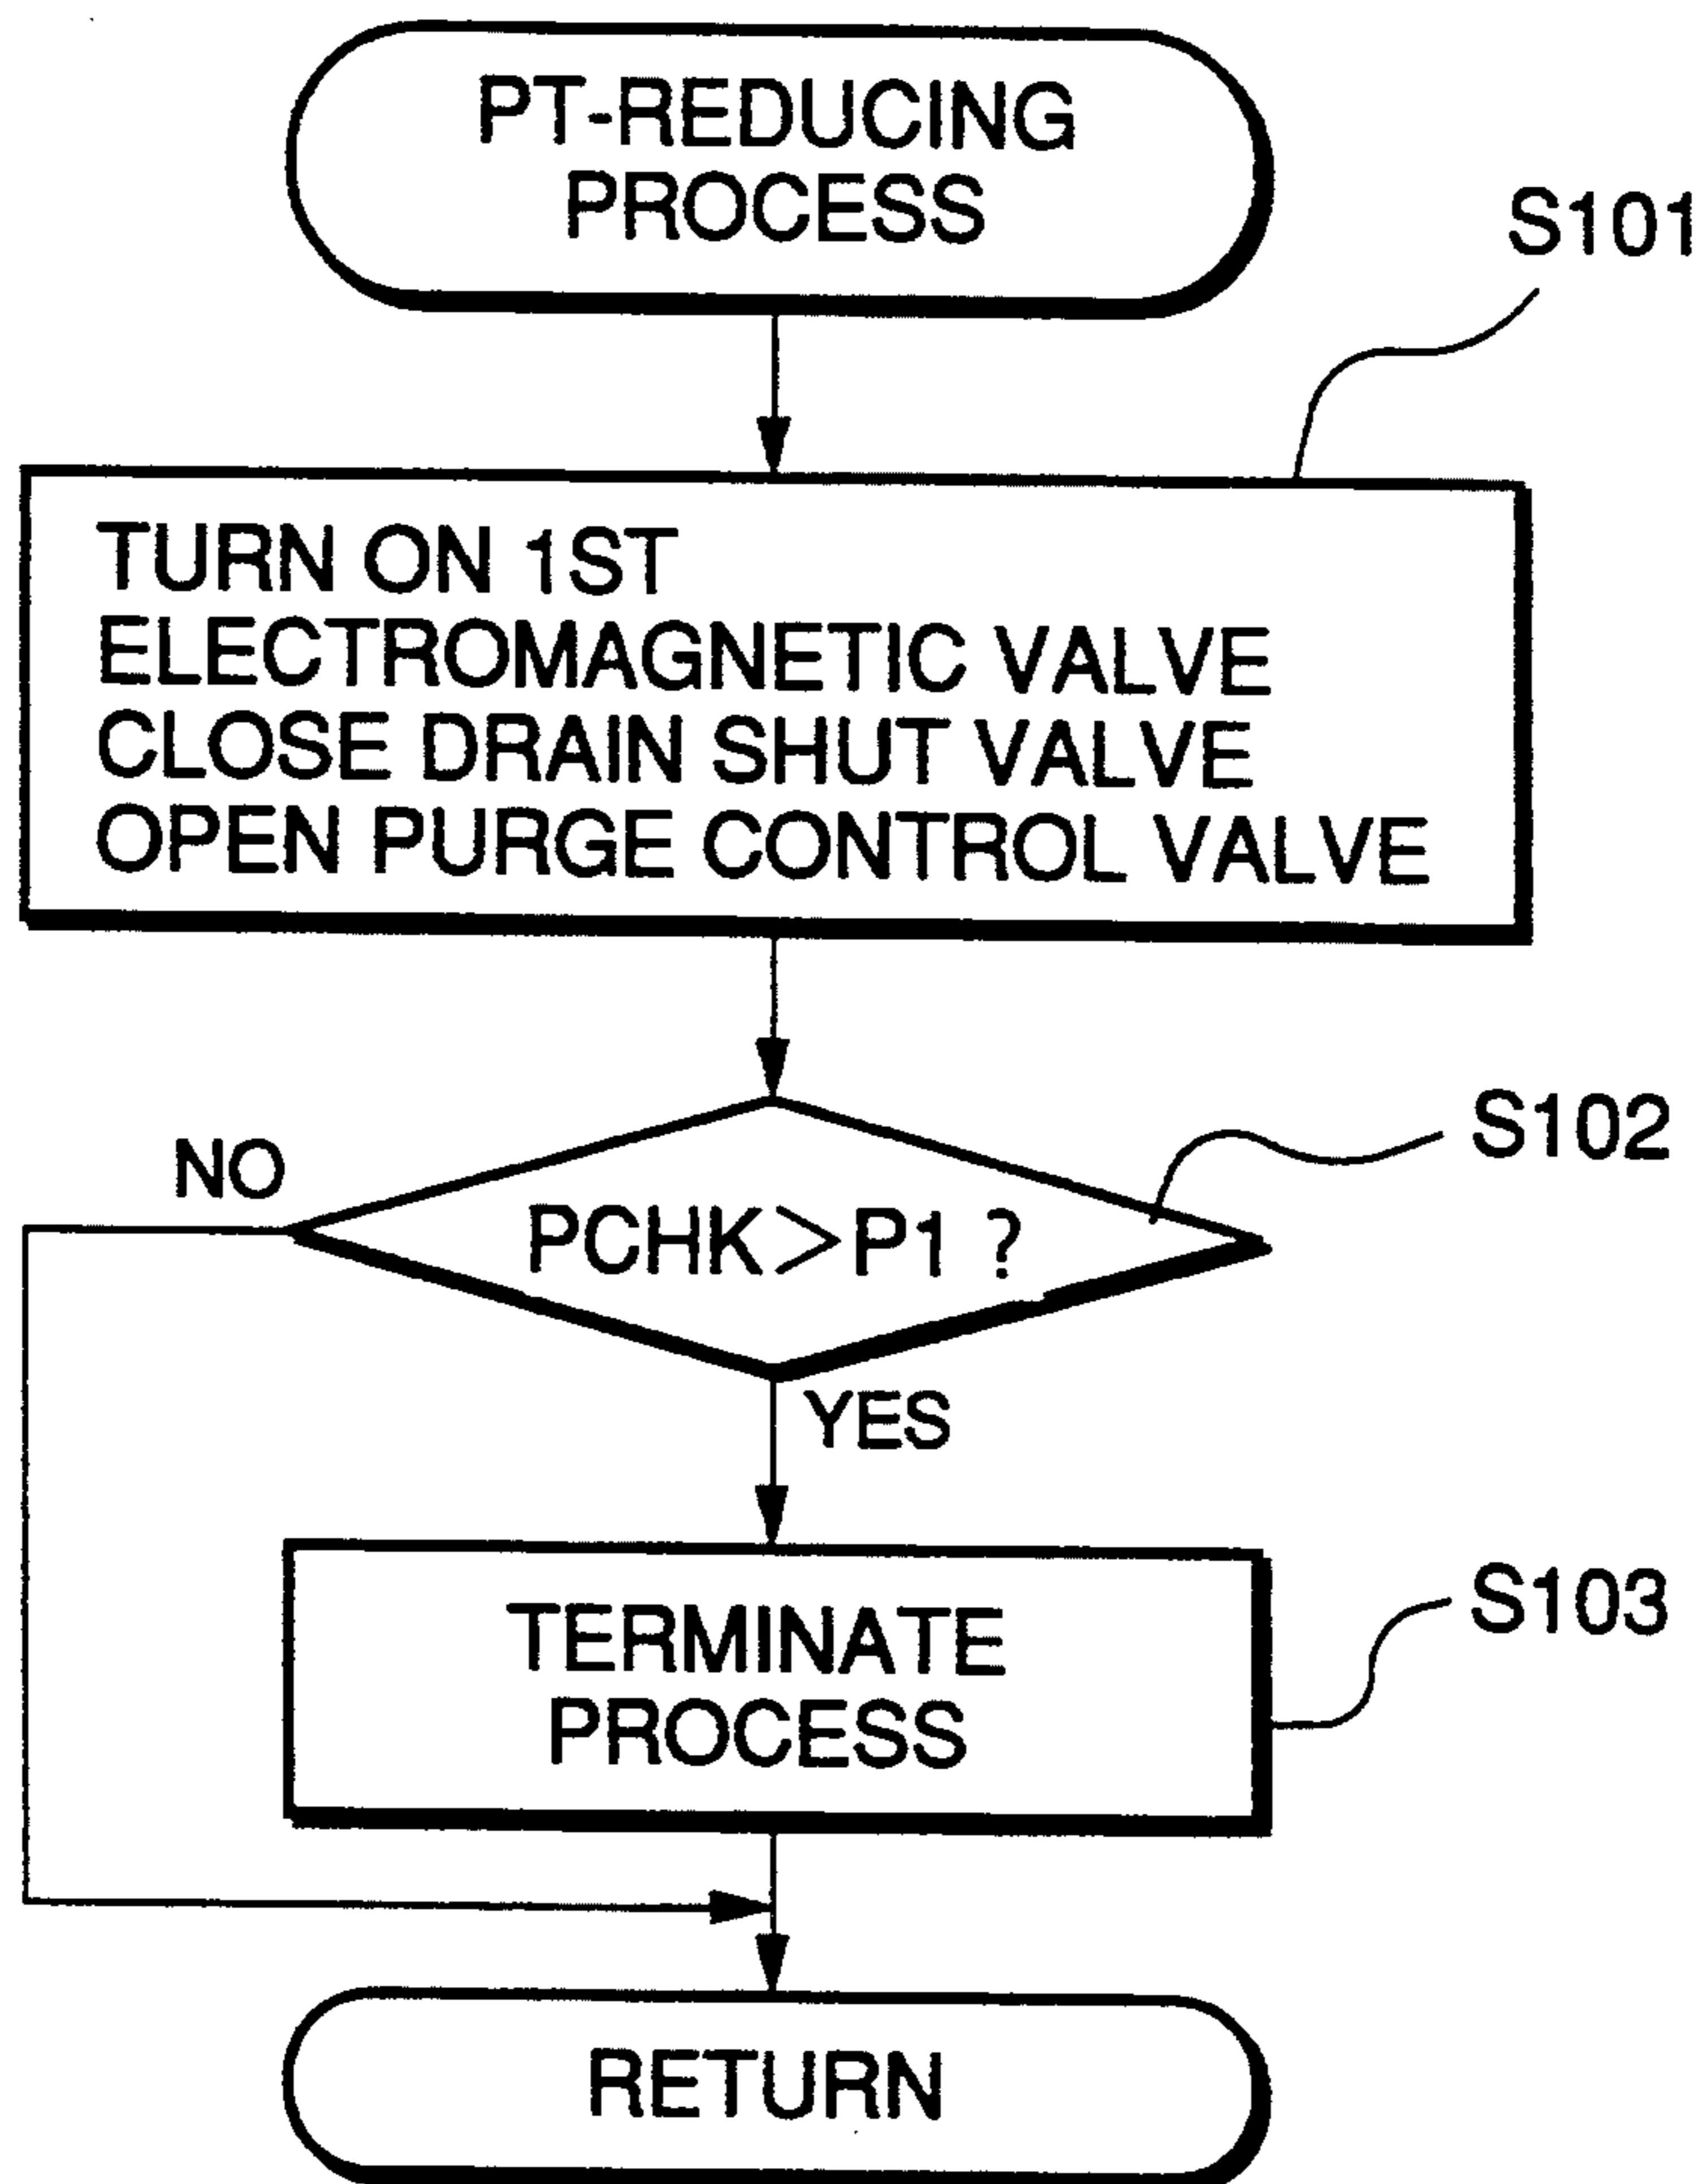 PT-REDUCING
PROCESS
S101
TURN ON 1ST
ELECTROMAGNETIC VALVE
CLOSE DRAIN SHUT VALVE
OPEN PURGE CONTROL VALVE
NO
S102
PCHK>P1 ?
YES
TERMINATE
PROCESS
S103
RETURN